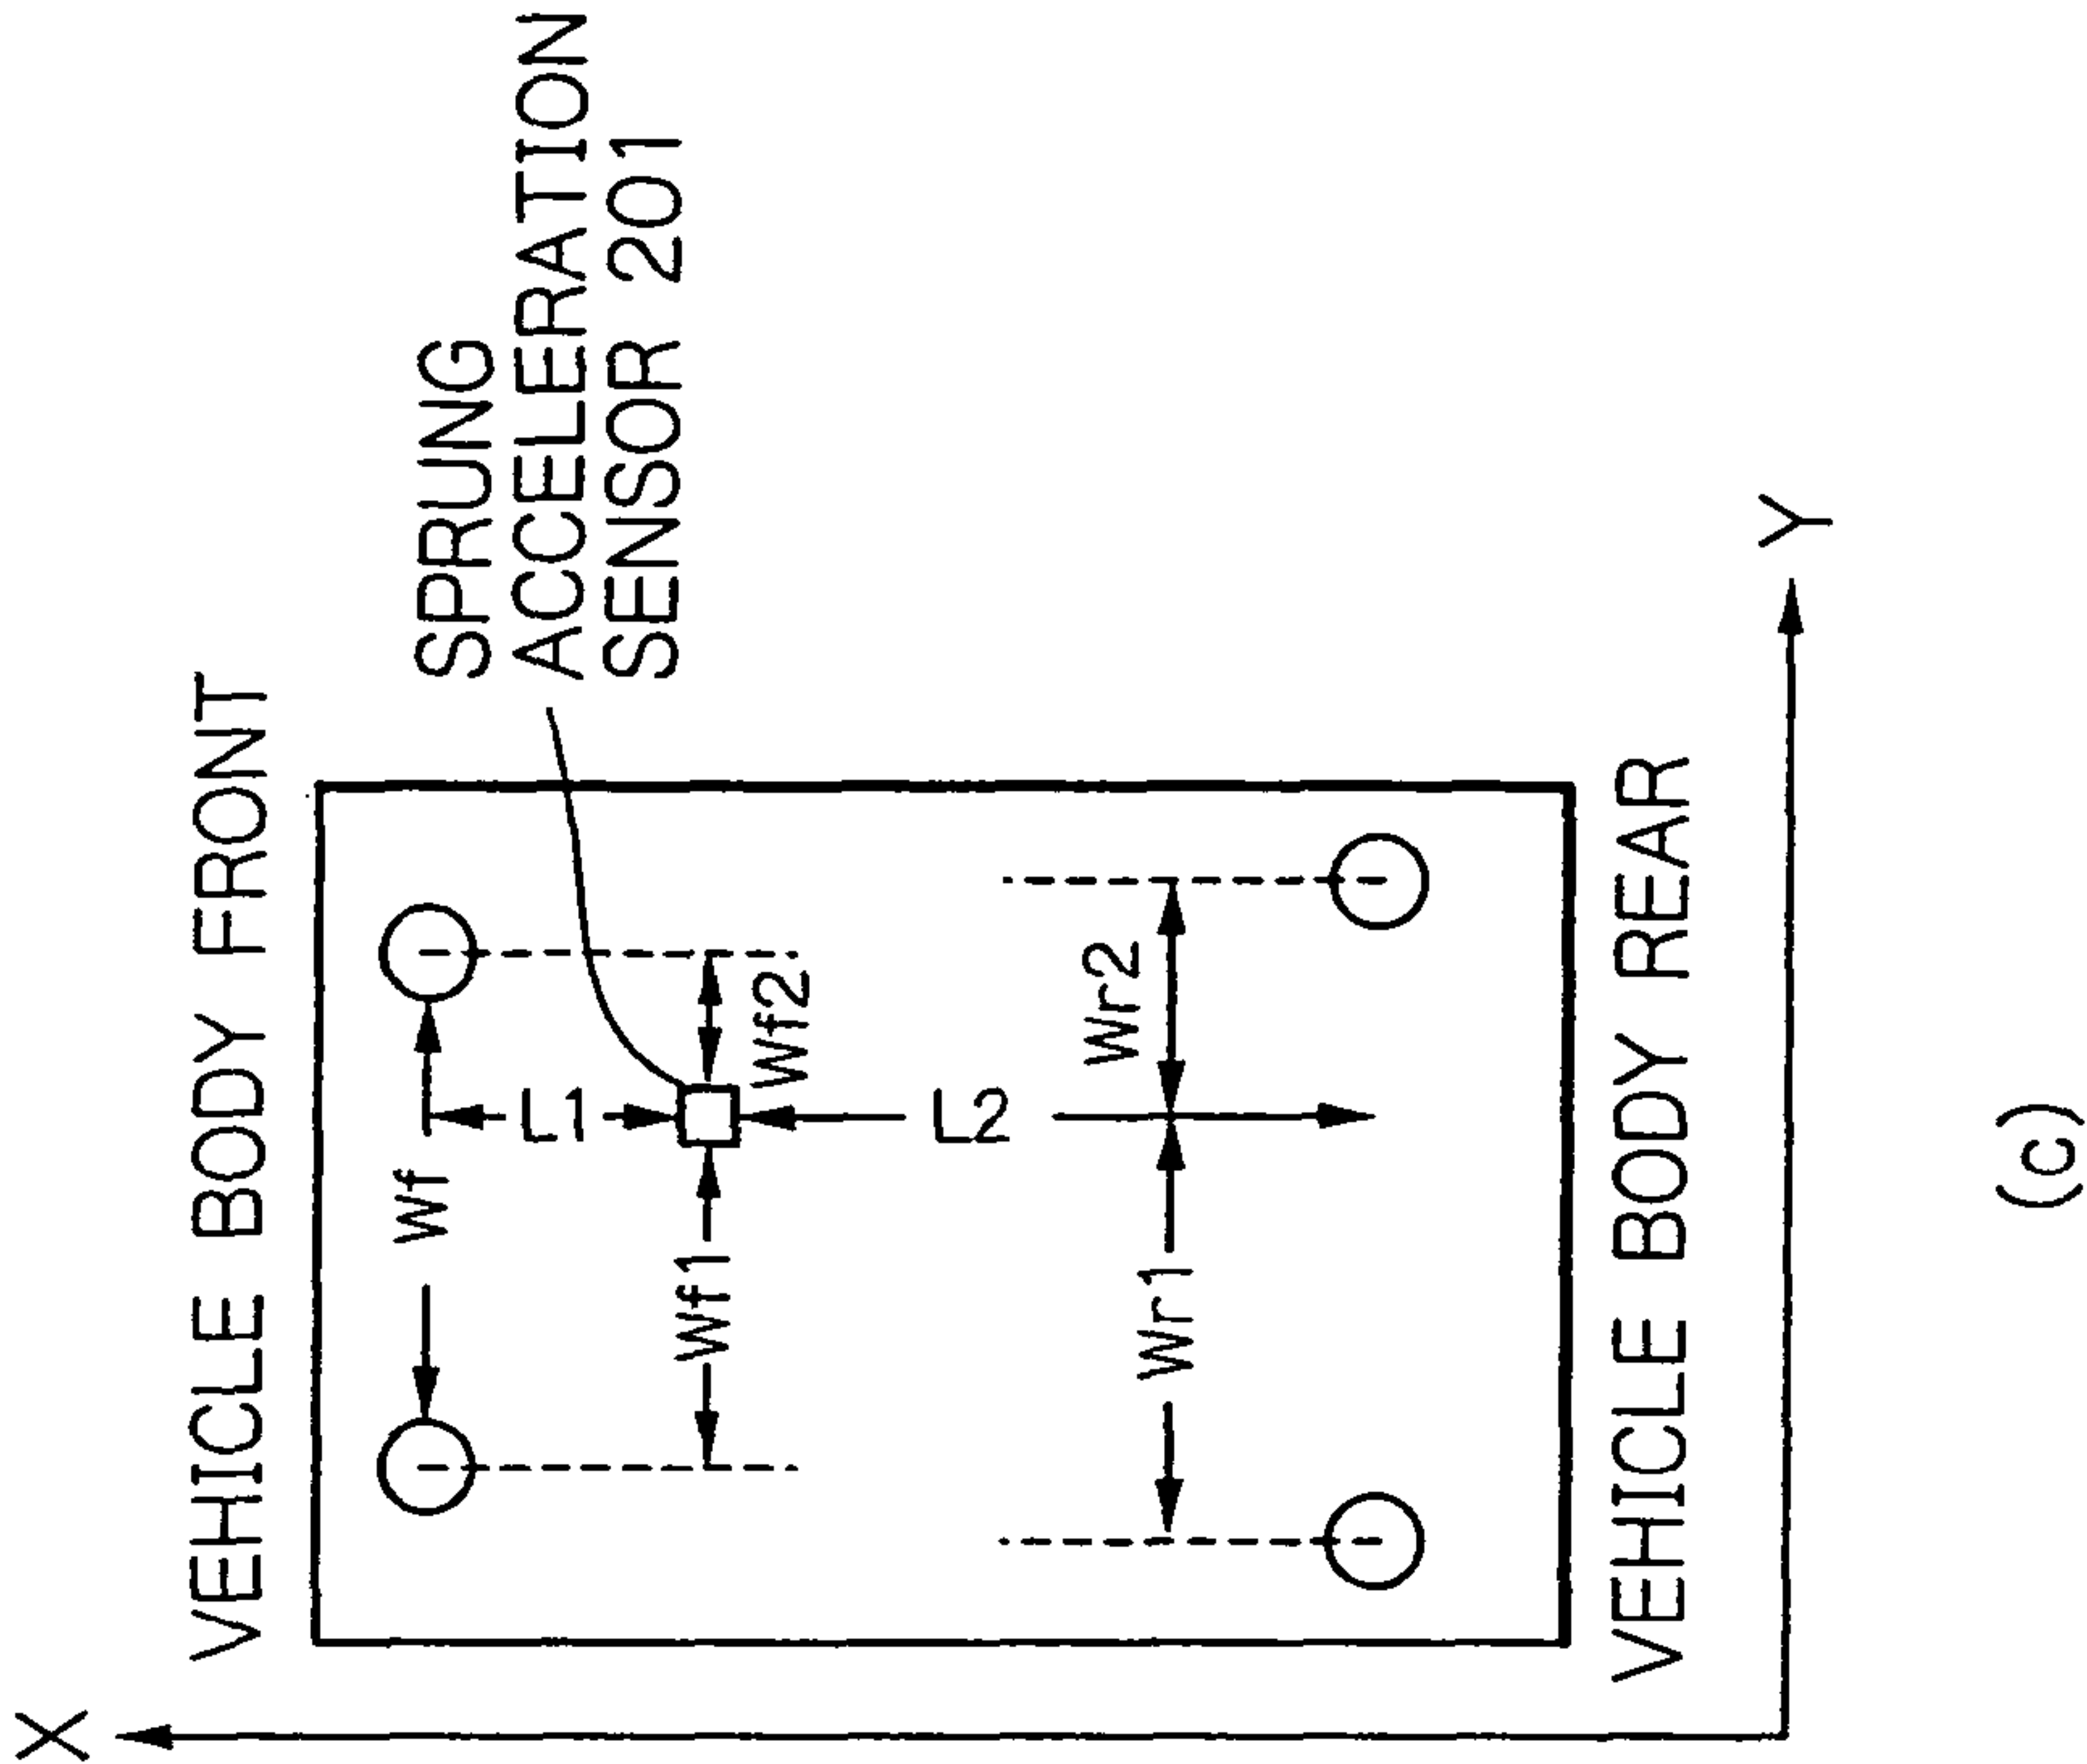 X
VEHICLE BODY FRONT
SPRUNG
ACCELERATION
SENSOR 201
Wf
L1
Wf1
Wf2
L2
Wr1
Wr2
VEHICLE BODY REAR
Y
(c)